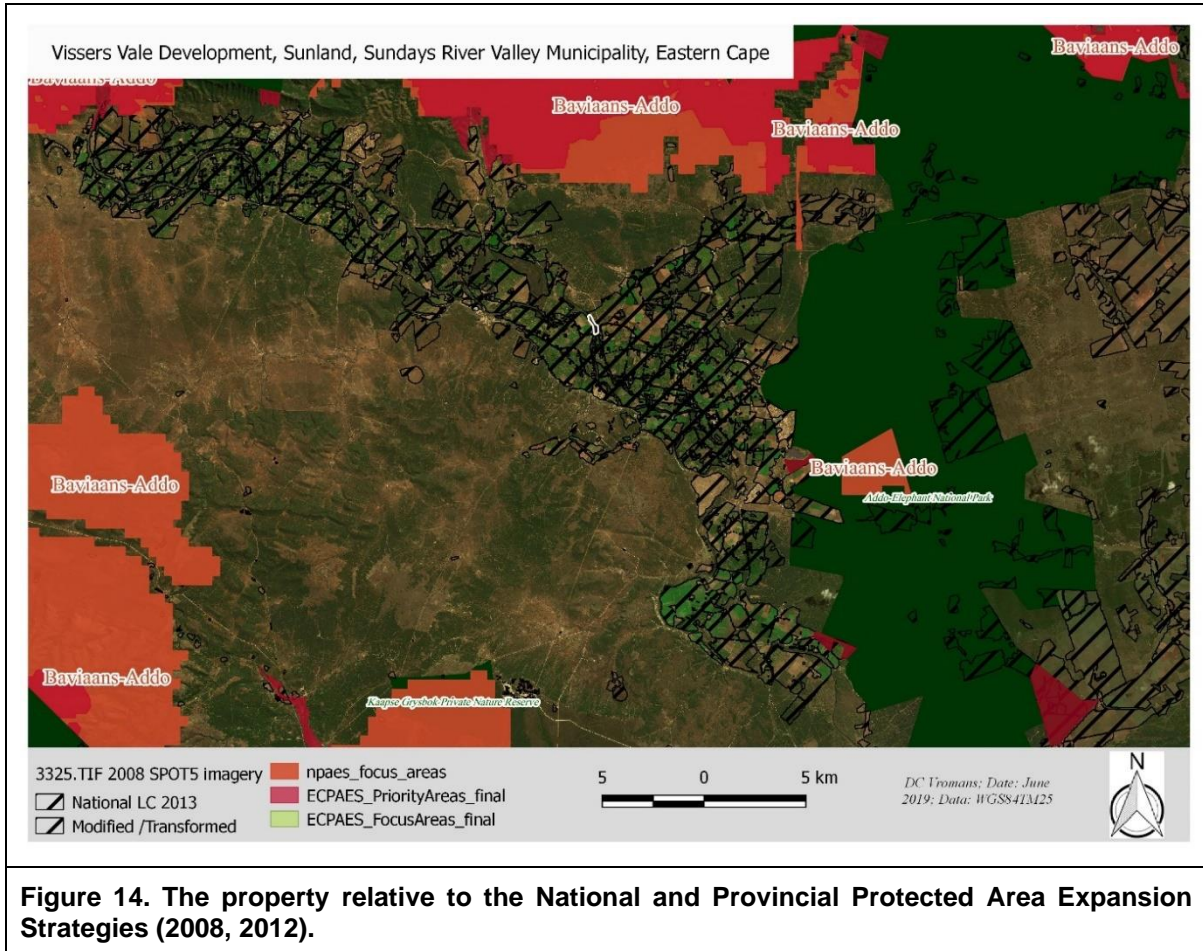 Vissers Vale Development, Sunland, Sundays River Valley Municipality, Eastern Cape
Baviaans-Addo
Baviaans-Addo
Baviaans-Addo
Baviaans-Addo
Baviaans-Addo
Baviaans-Addo
Addo-Elephant National Park
Baviaans-Addo
Kaapse Grysbok Private Nature Reserve
3325.TIF 2008 SPOT5 imagery
National LC 2013
Modified /Transformed
npaes_focus_areas
ECPAES_PriorityAreas_final
ECPAES_FocusAreas_final
5 0 5 km
DC Vromans; Date: June
2019; Data: WGS84TM25
N
Figure 14. The property relative to the National and Provincial Protected Area Expansion
Strategies (2008, 2012).